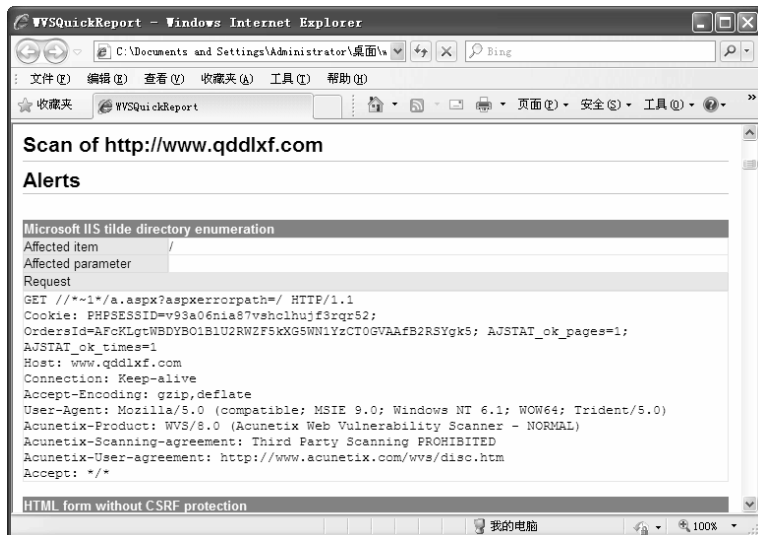 WVSQuickReport - Windows Internet Explorer
C:\Documents and Settings\Administrator\桌面\w
Bing
文件(F) 编辑(E) 查看(V) 收藏夹(A) 工具(T) 帮助(H)
收藏夹 WVSQuickReport 页面(P) 安全(S) 工具(O) »
Scan of http://www.qddlxf.com
Alerts
Microsoft IIS tilde directory enumeration
Affected item /
Affected parameter
Request
GET //*~1*/a.aspx?aspxerrorpath=/ HTTP/1.1
Cookie: PHPSESSID=v93a06nia87vshclhujf3rqr52;
OrdersId=AFcKLgtWBDYBO1B1U2RWZF5kXG5WN1YzCT0GVAAfB2RSYgk5; AJSTAT_ok_pages=1;
AJSTAT_ok_times=1
Host: www.qddlxf.com
Connection: Keep-alive
Accept-Encoding: gzip,deflate
User-Agent: Mozilla/5.0 (compatible; MSIE 9.0; Windows NT 6.1; WOW64; Trident/5.0)
Acunetix-Product: WVS/8.0 (Acunetix Web Vulnerability Scanner - NORMAL)
Acunetix-Scanning-agreement: Third Party Scanning PROHIBITED
Acunetix-User-agreement: http://www.acunetix.com/wvs/disc.htm
Accept: */*
HTML form without CSRF protection
我的电脑 100%